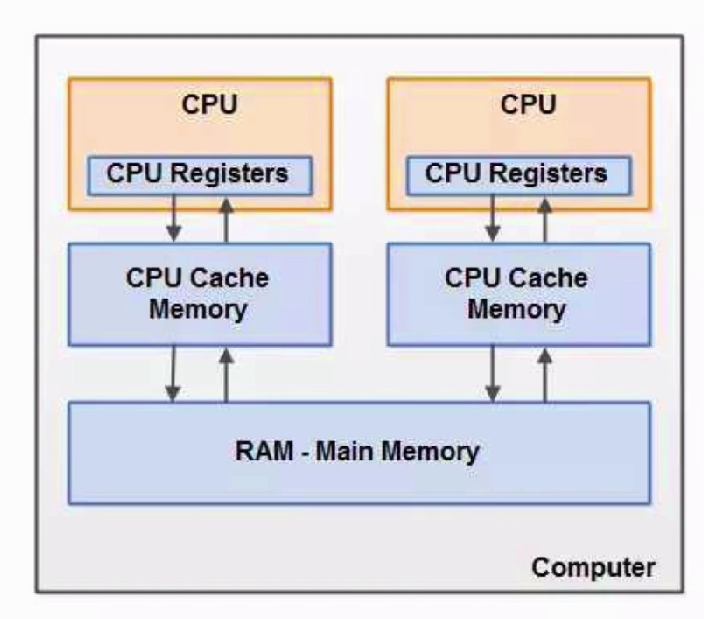 CPU
CPU
CPU Registers
CPU Registers
CPU Cache
Memory
CPU Cache
Memory
RAM - Main Memory
Computer